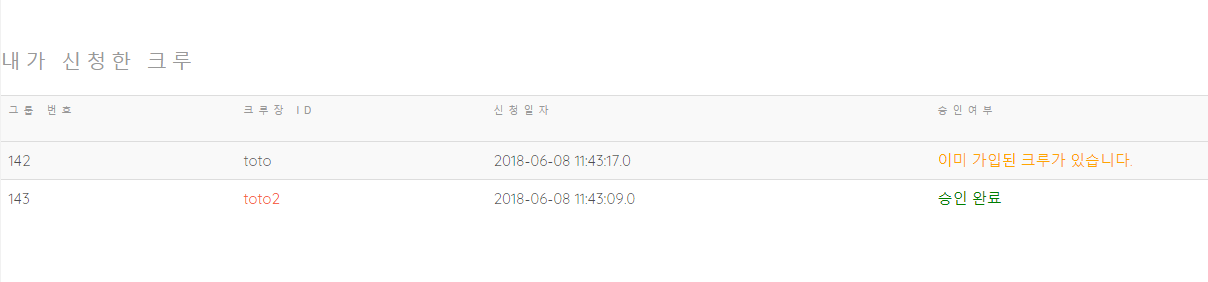 내가 신청한 크루
그룹 번호 크루장 ID 신청일자 승인여부
142 toto 2018-06-08 11:43:17.0 이미 가입된 크루가 있습니다.
143 toto2 2018-06-08 11:43:09.0 승인 완료